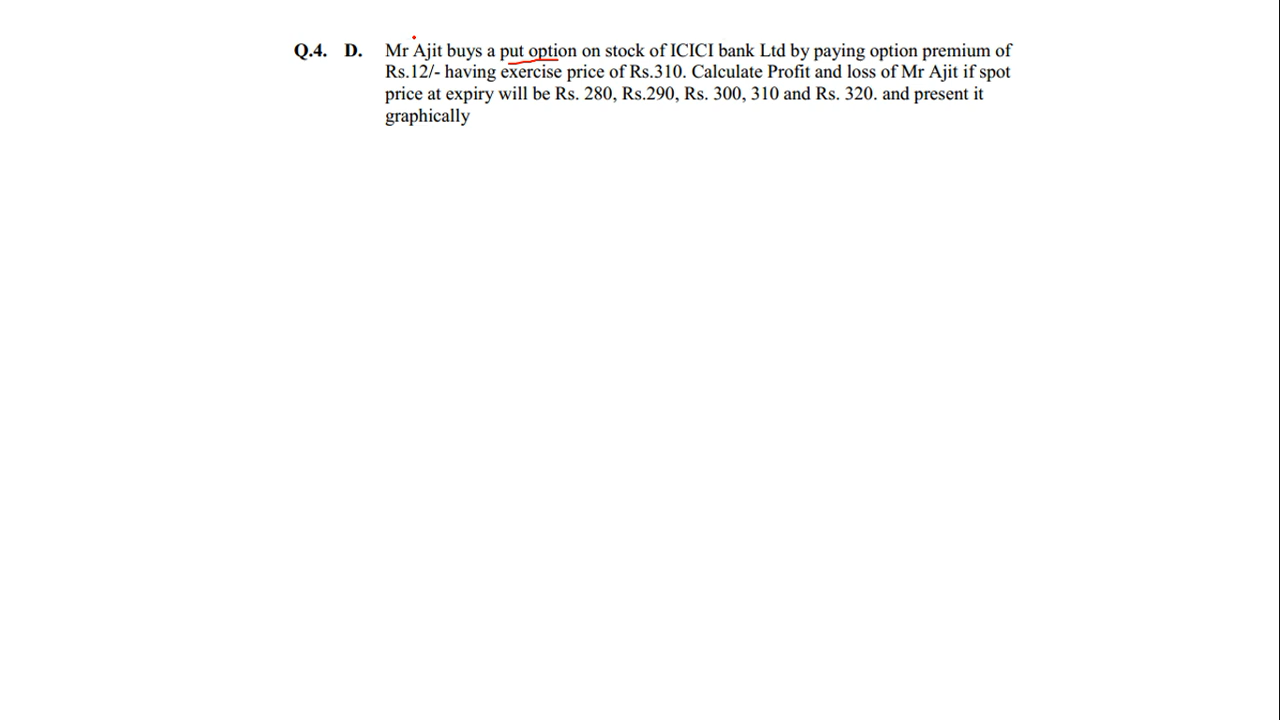 Q.4. D. Mr Ajit buys a put option on stock of ICICI bank Ltd by paying option premium of
Rs.12/- having exercise price of Rs.310. Calculate Profit and loss of Mr Ajit if spot
price at expiry will be Rs. 280, Rs.290, Rs. 300, 310 and Rs. 320. and present it
graphically